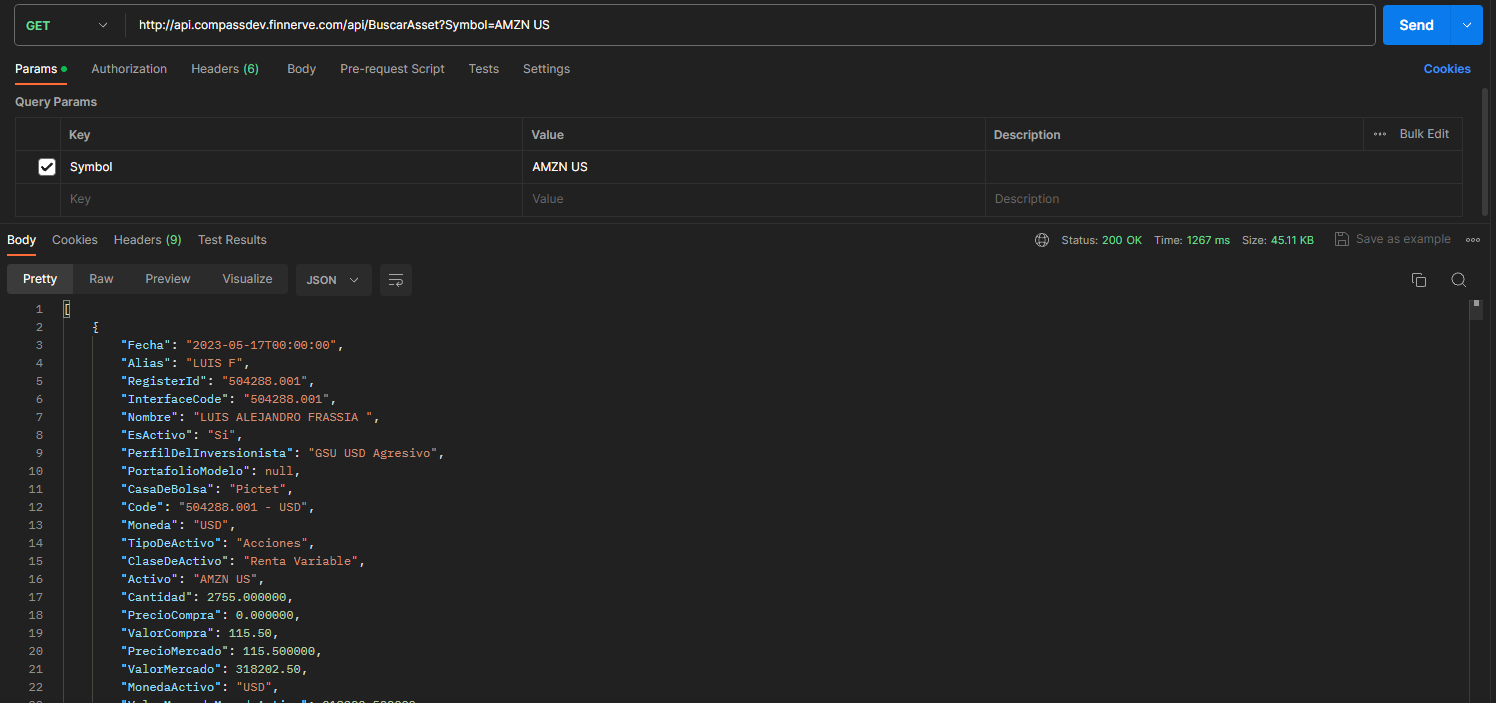 GET http://api.compassdev.finnerve.com/api/BuscarAsset?Symbol=AMZN US Send
Params Authorization Headers (6) Body Pre-request Script Tests Settings Cookies
Query Params
Key Value Description Bulk Edit
Symbol AMZN US
Key Value Description
Body Cookies Headers (9) Test Results Status: 200 OK Time: 1267 ms Size: 45.11 KB Save as example
Pretty Raw Preview Visualize JSON
1 [
2 {
3 "Fecha": "2023-05-17T00:00:00",
4 "Alias": "LUIS F",
5 "RegisterId": "504288.001",
6 "InterfaceCode": "504288.001",
7 "Nombre": "LUIS ALEJANDRO FRASSIA ",
8 "EsActivo": "Si",
9 "PerfilDelInversionista": "GSU USD Agresivo",
10 "PortafolioModelo": null,
11 "CasaDeBolsa": "Pictet",
12 "Code": "504288.001 - USD",
13 "Moneda": "USD",
14 "TipoDeActivo": "Acciones",
15 "ClaseDeActivo": "Renta Variable",
16 "Activo": "AMZN US",
17 "Cantidad": 2755.000000,
18 "PrecioCompra": 0.000000,
19 "ValorCompra": 115.50,
20 "PrecioMercado": 115.500000,
21 "ValorMercado": 318202.50,
22 "MonedaActivo": "USD",